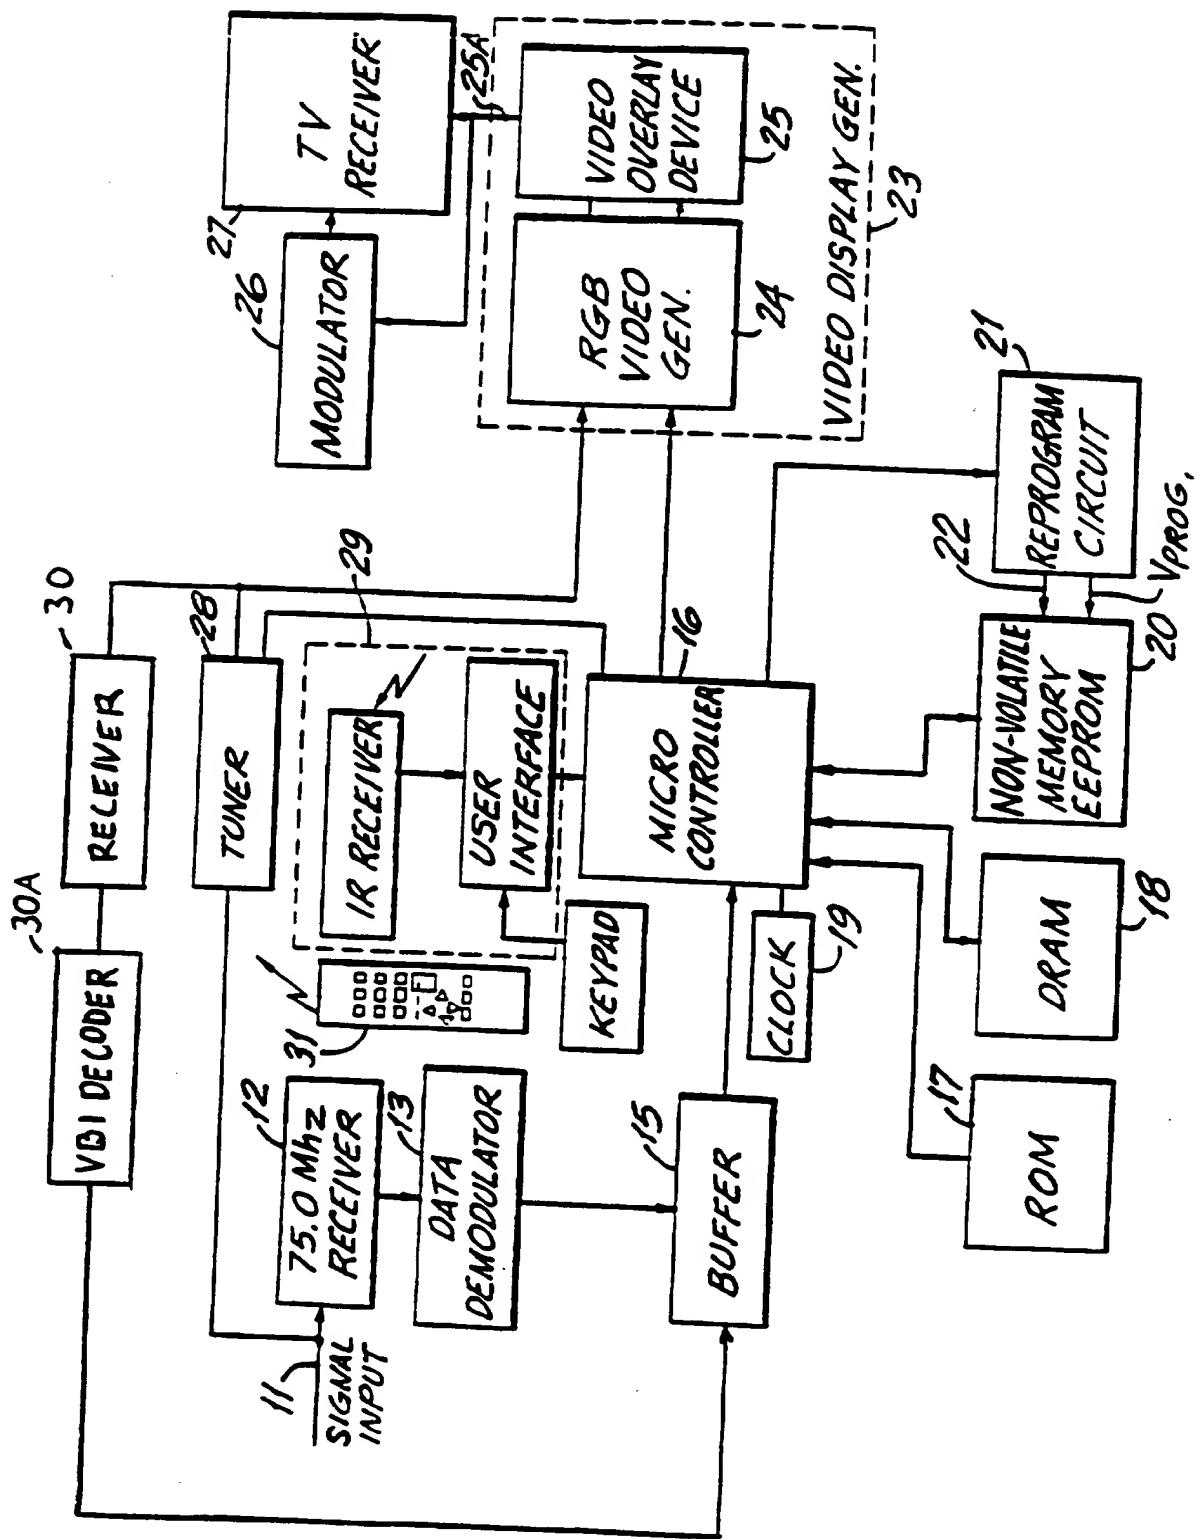 30A
VBI DECODER
30
RECEIVER
28
TUNER
11
SIGNAL
INPUT
12
75.0 Mhz
RECEIVER
13
DATA
DEMODULATOR
31
29
IR RECEIVER
USER
INTERFACE
KEYPAD
15
BUFFER
CLOCK
19
16
MICRO
CONTROLLER
26
MODULATOR
27
TV
RECEIVER
25A
RGB
VIDEO
GEN.
24
VIDEO
OVERLAY
DEVICE
25
VIDEO DISPLAY GEN.
23
17
ROM
DRAM
18
NON-VOLATILE
MEMORY
EEPROM
20
22
VPROG.
21
REPROGRAM
CIRCUIT